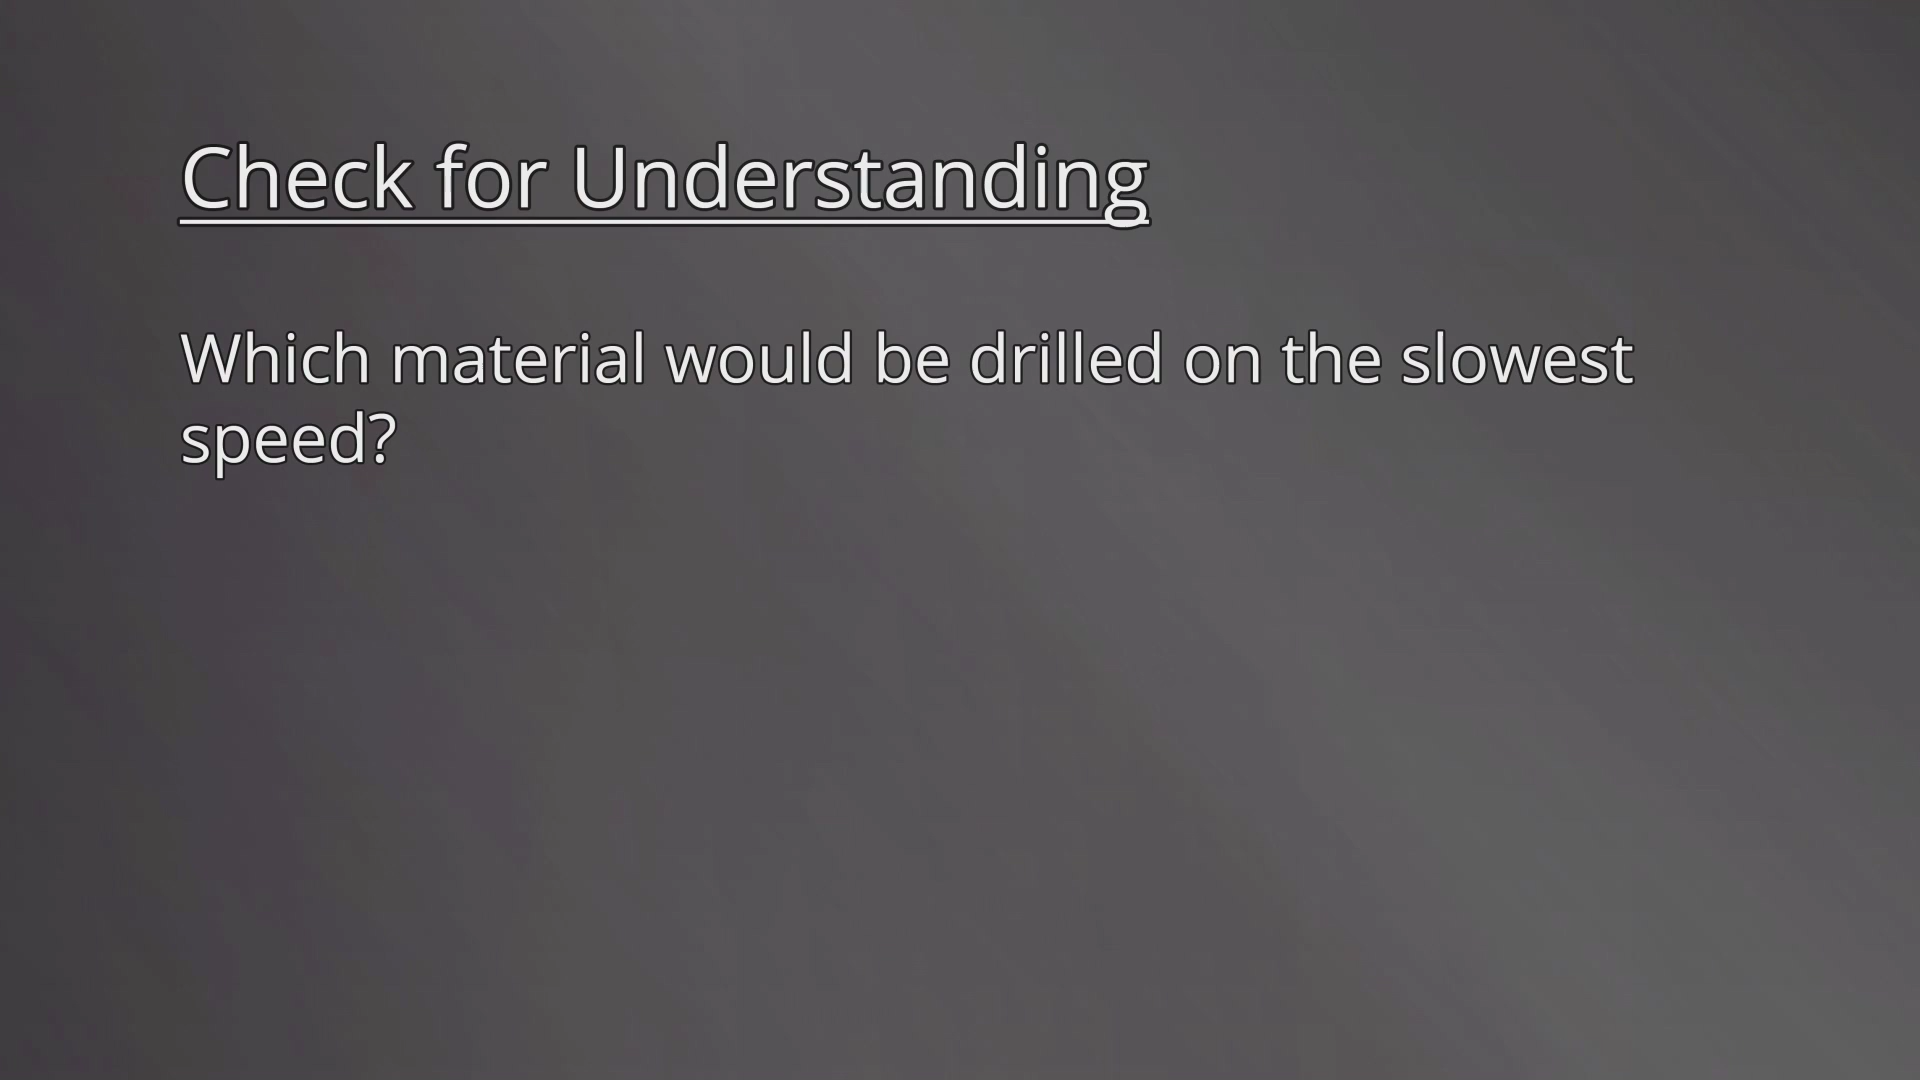 Check for Understanding
Which material would be drilled on the slowest
speed?